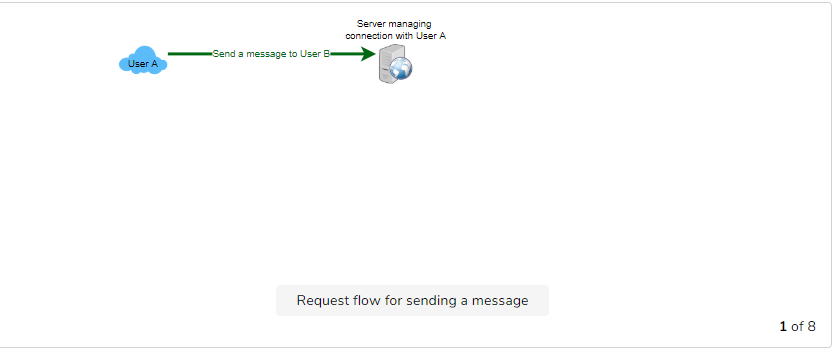 Server managing
connection with User A
User A
Send a message to User B
Request flow for sending a message
1 of 8